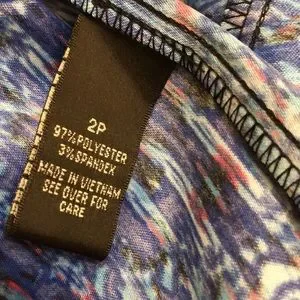 2P
97%POLYESTER
3%SPANDEX
MADE IN VIETNAM
SEE OVER FOR
CARE